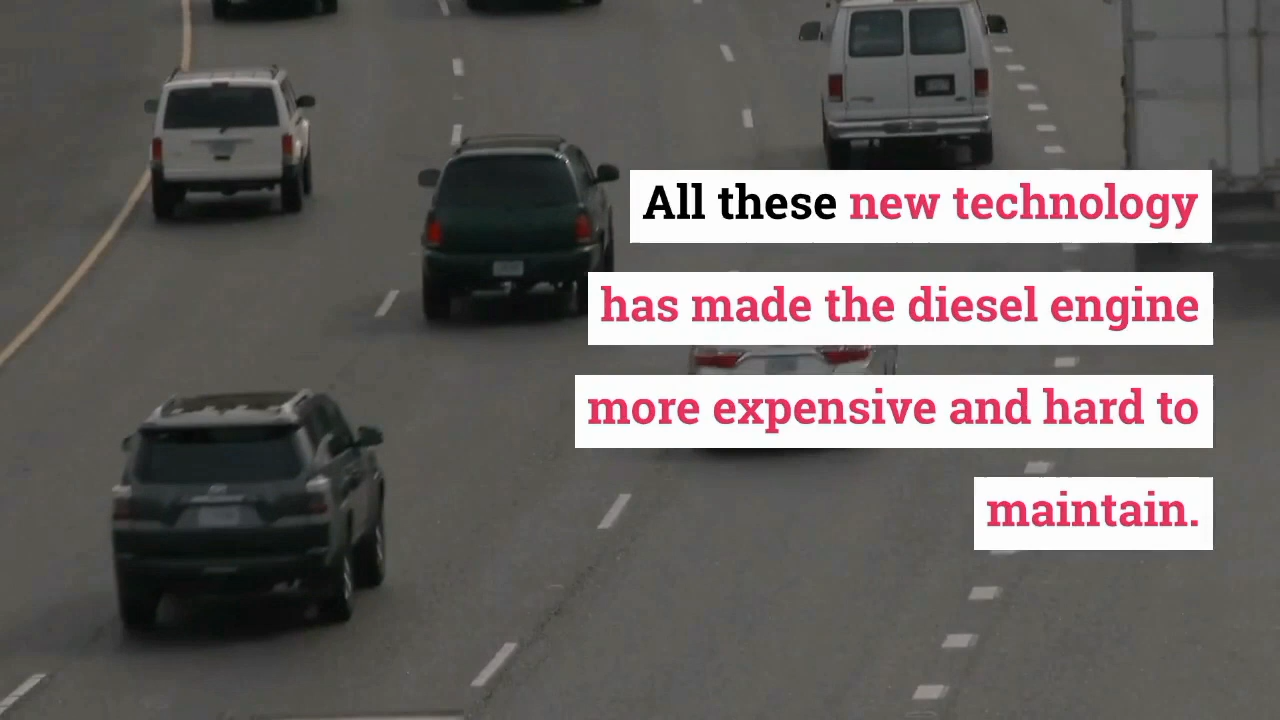 All these new technology
has made the diesel engine
more expensive and hard to
maintain.